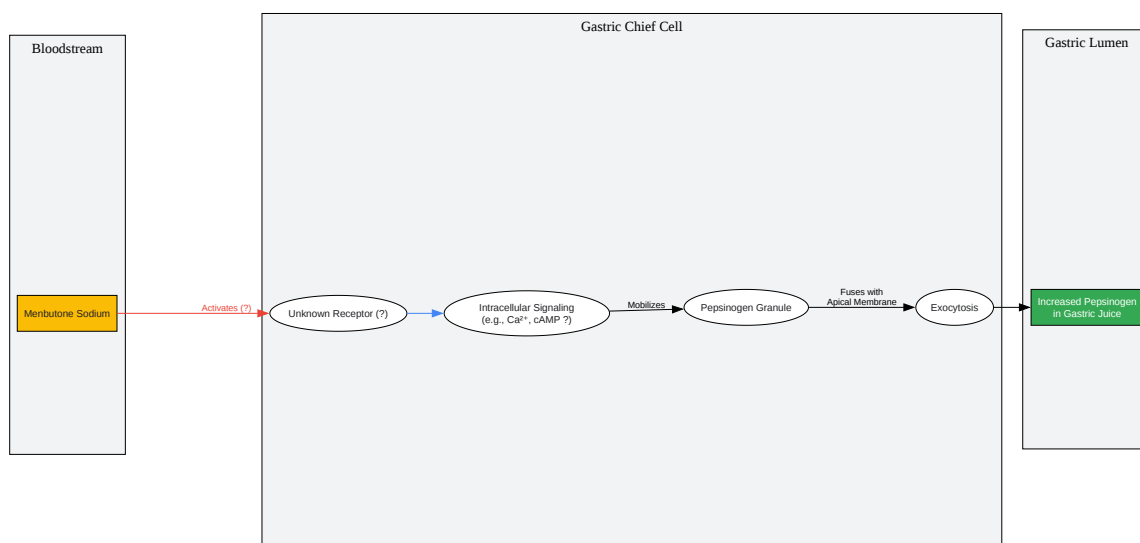 Gastric Chief Cell
Bloodstream
Gastric Lumen
Menbutone Sodium
Activates (?)
Unknown Receptor (?)
Intracellular Signaling
(e.g., Ca²⁺, cAMP ?)
Mobilizes
Pepsinogen Granule
Fuses with
Apical Membrane
Exocytosis
Increased Pepsinogen
in Gastric Juice